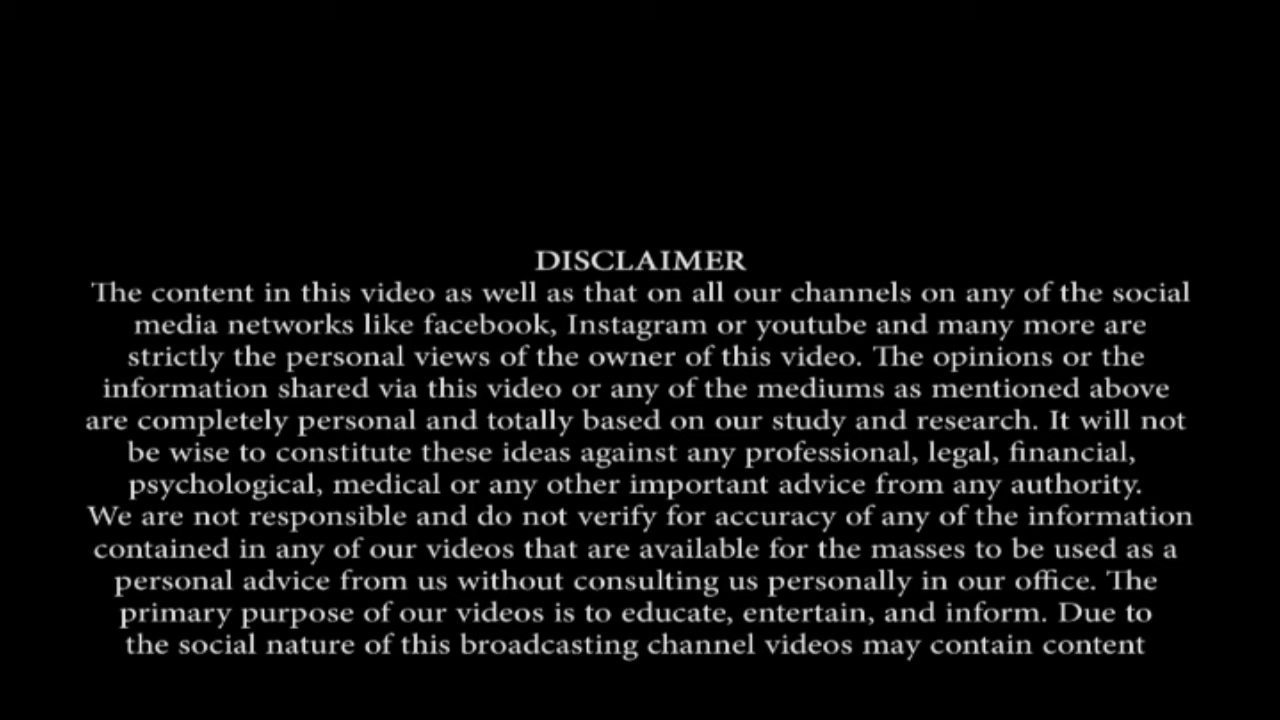 DISCLAIMER
The content in this video as well as that on all our channels on any of the social
media networks like facebook, Instagram or youtube and many more are
strictly the personal views of the owner of this video. The opinions or the
information shared via this video or any of the mediums as mentioned above
are completely personal and totally based on our study and research. It will not
be wise to constitute these ideas against any professional, legal, financial,
psychological, medical or any other important advice from any authority.
We are not responsible and do not verify for accuracy of any of the information
contained in any of our videos that are available for the masses to be used as a
personal advice from us without consulting us personally in our office. The
primary purpose of our videos is to educate, entertain, and inform. Due to
the social nature of this broadcasting channel videos may contain content